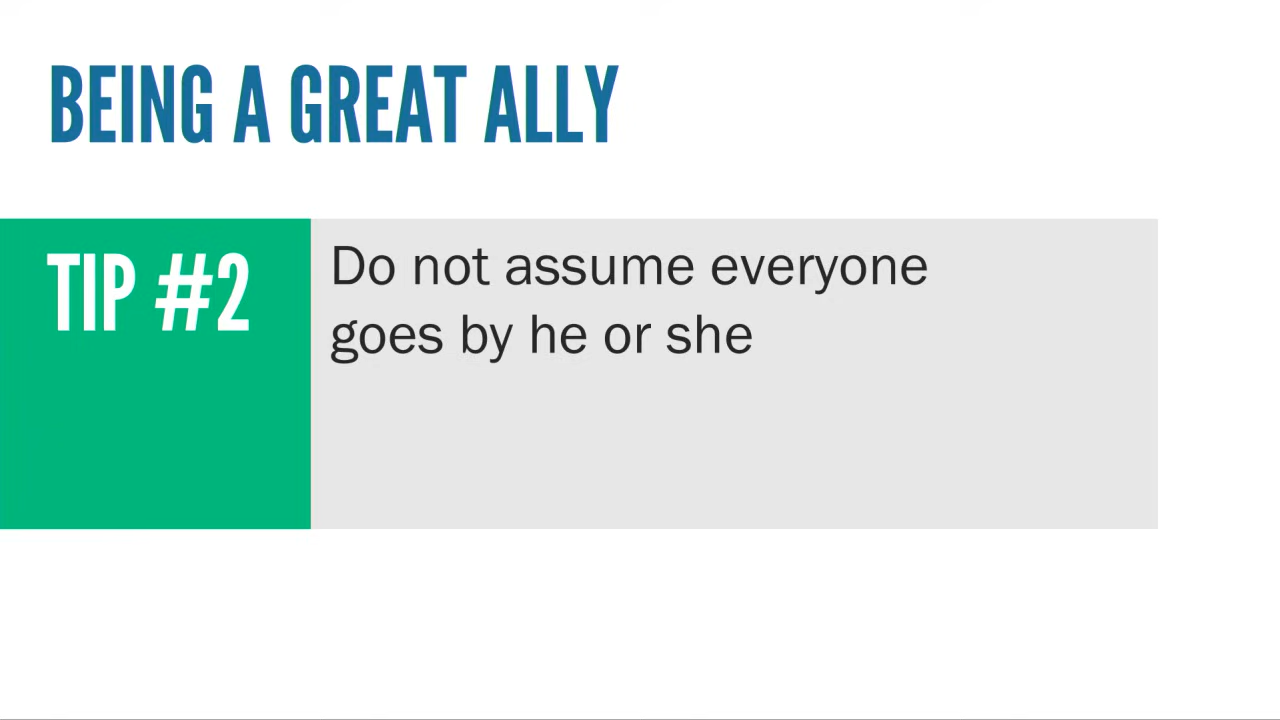 BEING A GREAT ALLY
TIP #2
Do not assume everyone
goes by he or she